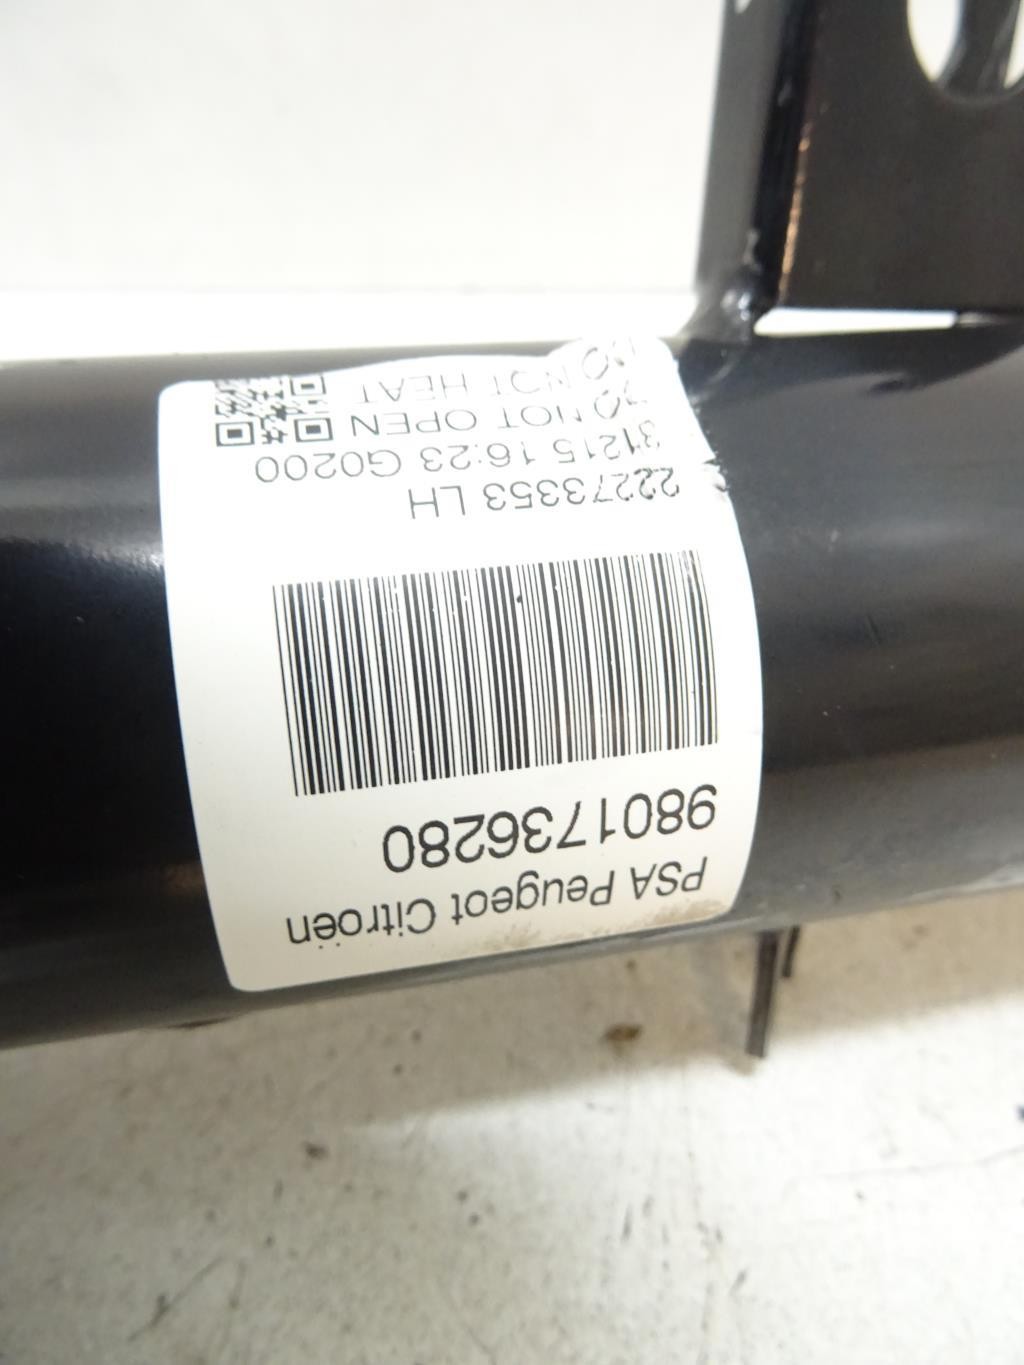 PSA Peugeot Citroën
9801736280
22273353 LH
31215 16:23 G0200
DO NOT OPEN
DO NOT HEAT